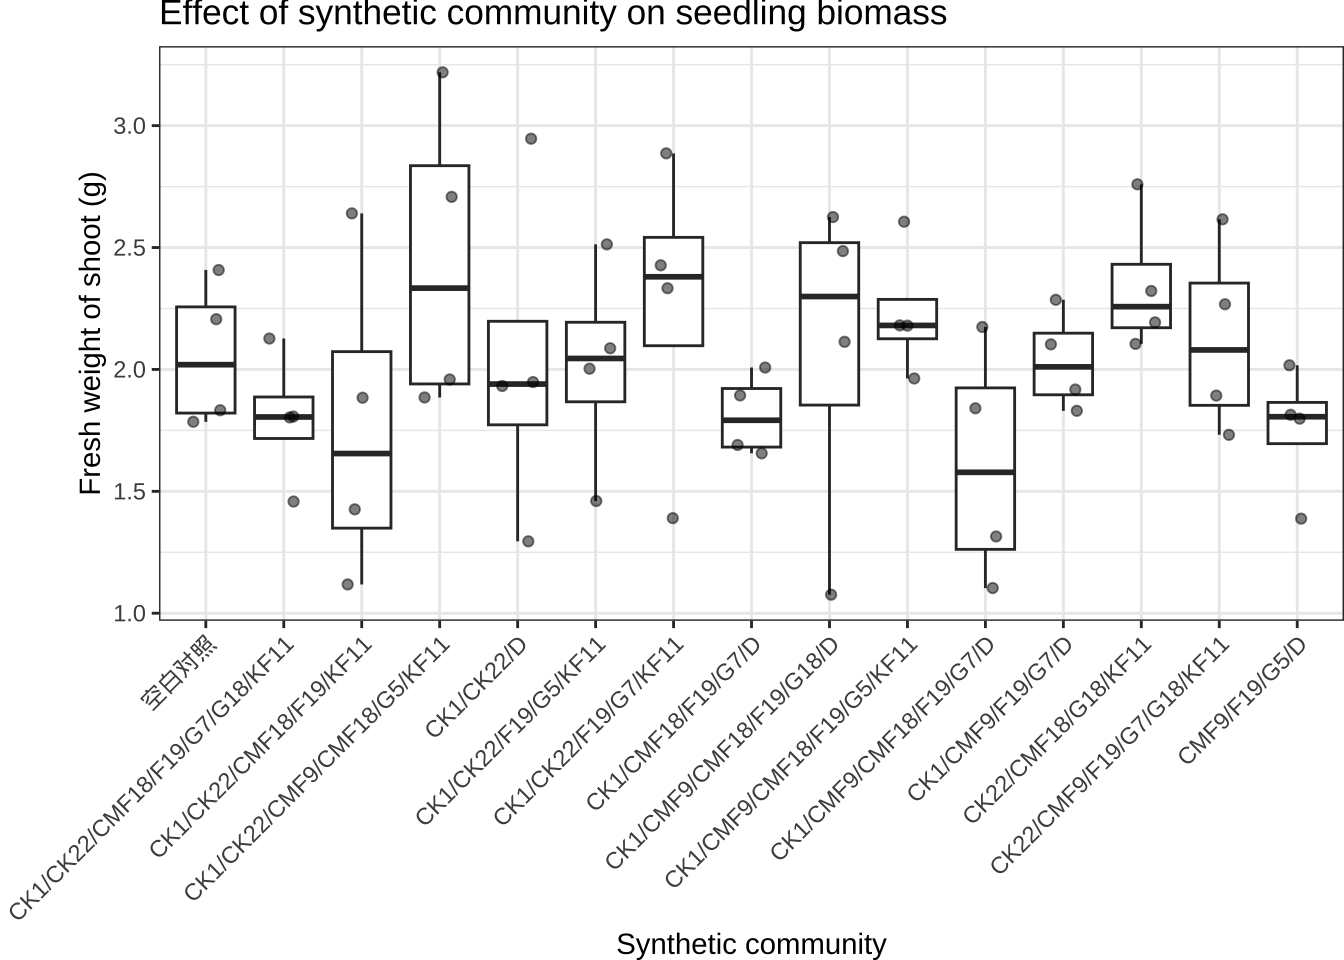 Effect of synthetic community on seedling biomass
Fresh weight of shoot (g)
3.0
2.5
2.0
1.5
1.0
空白对照
CK1/CK22/CMF18/F19/G7/G18/KF11
CK1/CK22/CMF18/F19/KF11
CK1/CK22/CMF9/CMF18/G5/KF11
CK1/CK22/D
CK1/CK22/F19/G5/KF11
CK1/CK22/F19/G7/KF11
CK1/CMF18/F19/G7/D
CK1/CMF9/CMF18/F19/G18/D
CK1/CMF9/CMF18/F19/G5/KF11
CK1/CMF9/CMF18/F19/G7/D
CK1/CMF9/F19/G7/D
CK22/CMF18/G18/KF11
CK22/CMF9/F19/G7/G18/KF11
CMF9/F19/G5/D
Synthetic community